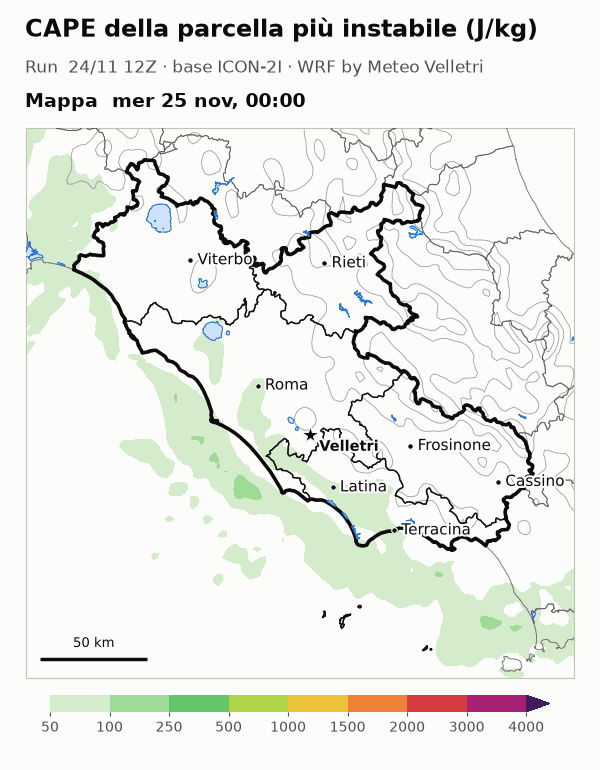 CAPE della parcella più instabile (J/kg)
Run 24/11 12Z · base ICON-2I · WRF by Meteo Velletri
Mappa mer 25 nov, 00:00
Viterbo
Rieti
Roma
Velletri
Frosinone
Latina
Cassino
Terracina
50 km
50 100 250 500 1000 1500 2000 3000 4000